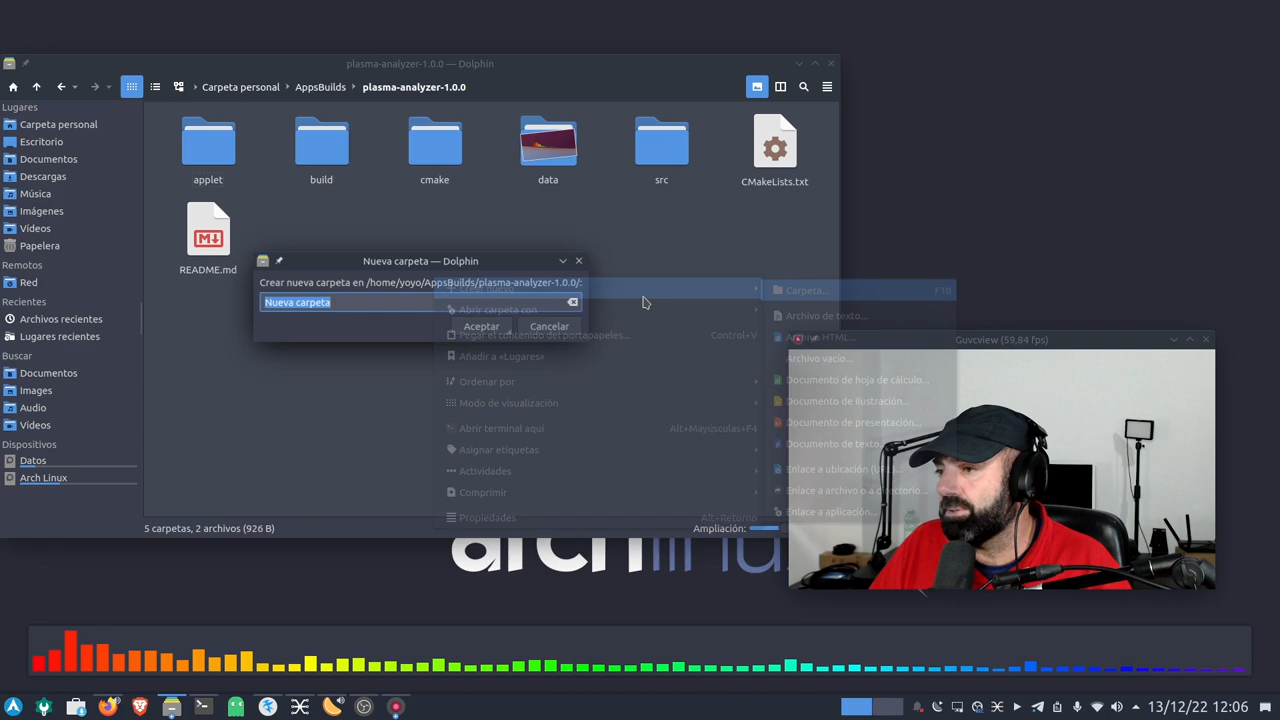 plasma-analyzer-1.0.0 — Dolphin
Carpeta personal
AppsBuilds
plasma-analyzer-1.0.0
Lugares
Carpeta personal
Escritorio
Documentos
Descargas
Música
Imágenes
Vídeos
Papelera
Remotos
Red
Recientes
Archivos recientes
Lugares recientes
Buscar
Documentos
Images
Audio
Vídeos
Dispositivos
Datos
Arch Linux
applet
build
cmake
data
src
CMakeLists.txt
README.md
Nueva carpeta — Dolphin
Crear nueva carpeta en /home/yoyo/AppsBuilds/plasma-analyzer-1.0.0/:
Nueva carpeta
Aceptar
Cancelar
Abrir carpeta con
Pegar el contenido del portapapeles...
Control+V
Añadir a «Lugares»
Ordenar por
Modo de visualización
Abrir terminal aquí
Alt+Mayúsculas+F4
Asignar etiquetas
Actividades
Comprimir
Propiedades
Alt+Retorno
Carpeta...
F10
Archivo de texto...
Archivo HTML...
Archivo vacío...
Documento de hoja de cálculo...
Documento de ilustración...
Documento de presentación...
Documento de texto...
Enlace a ubicación (URL)...
Enlace a archivo o a directorio...
Enlace a aplicación...
5 carpetas, 2 archivos (926 B)
Ampliación:
Guvcview (59,84 fps)
archlinux
13/12/22 12:06